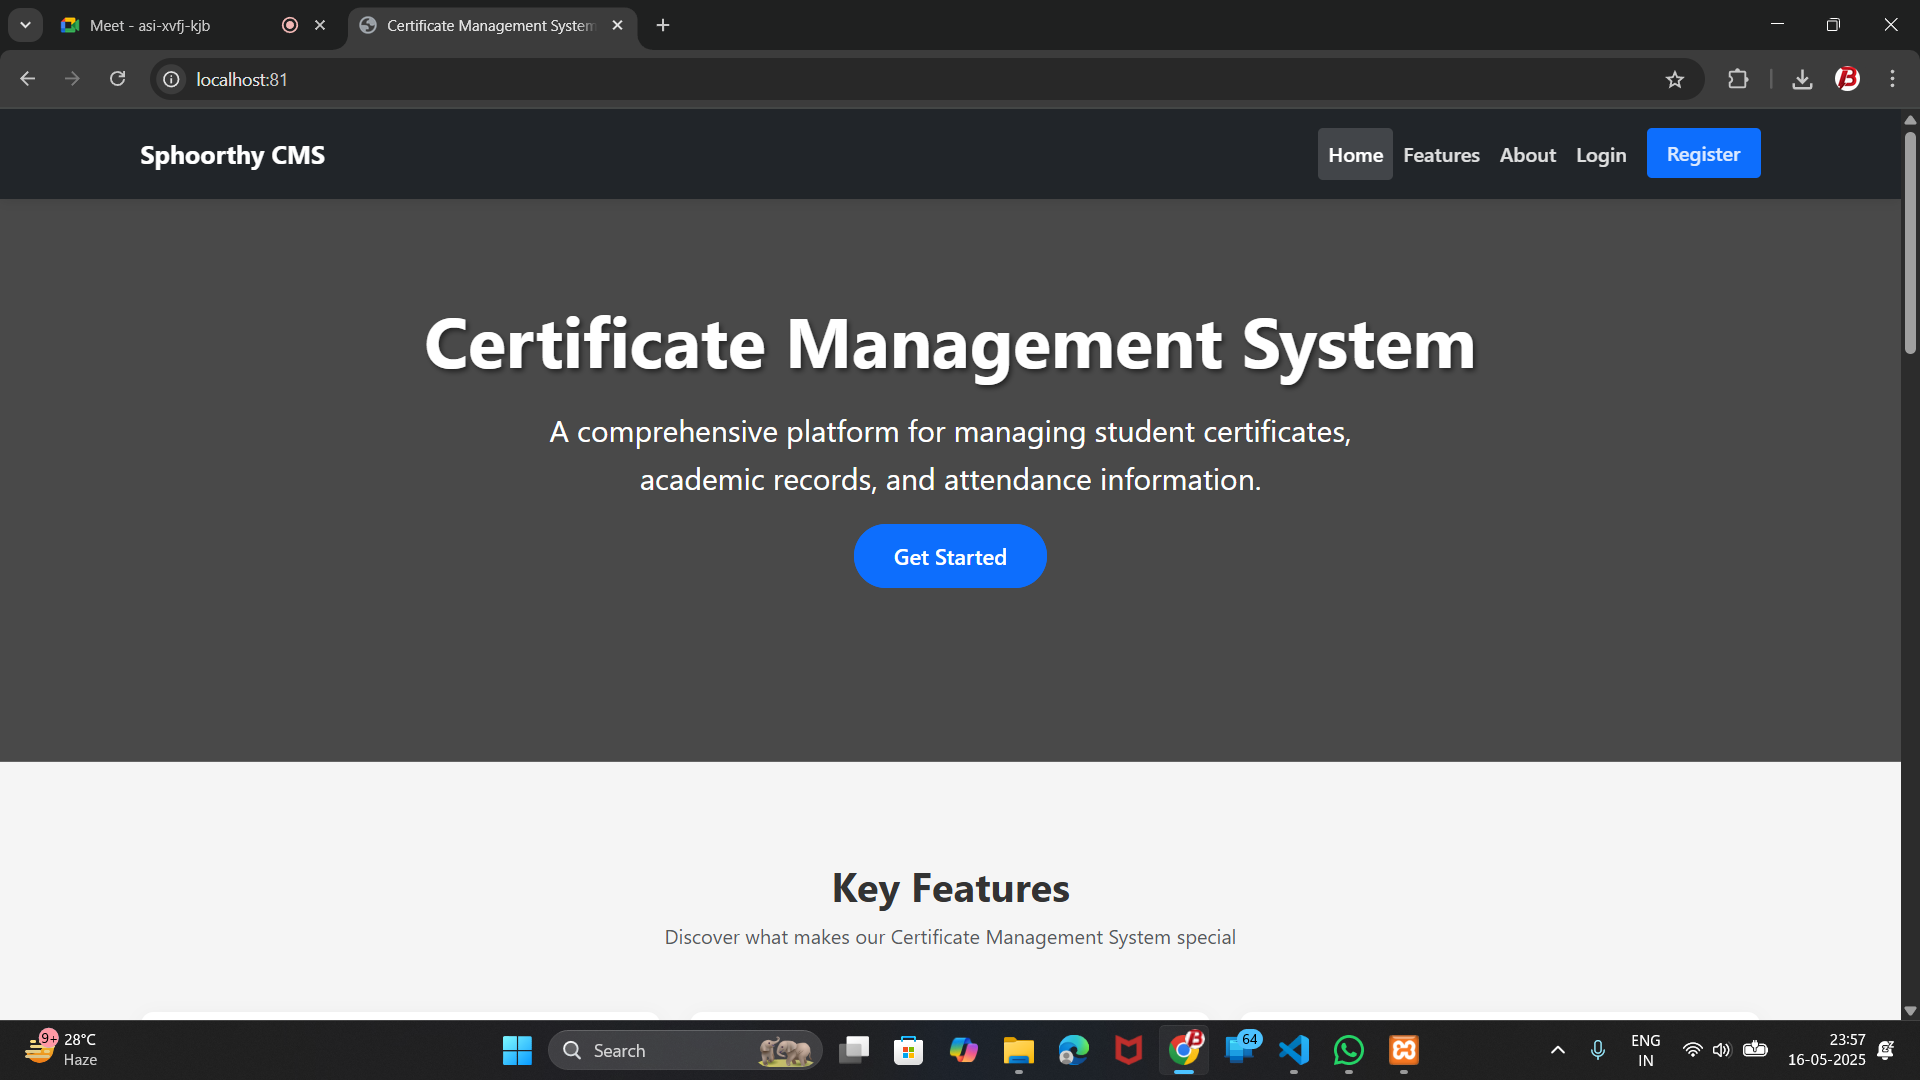 Meet - asi-xvfj-kjb
Certificate Management System
localhost:81
Sphoorthy CMS
Home
Features
About
Login
Register
Certificate Management System
A comprehensive platform for managing student certificates,
academic records, and attendance information.
Get Started
Key Features
Discover what makes our Certificate Management System special
9+
28°C
Haze
Search
64
ENG
IN
23:57
16-05-2025